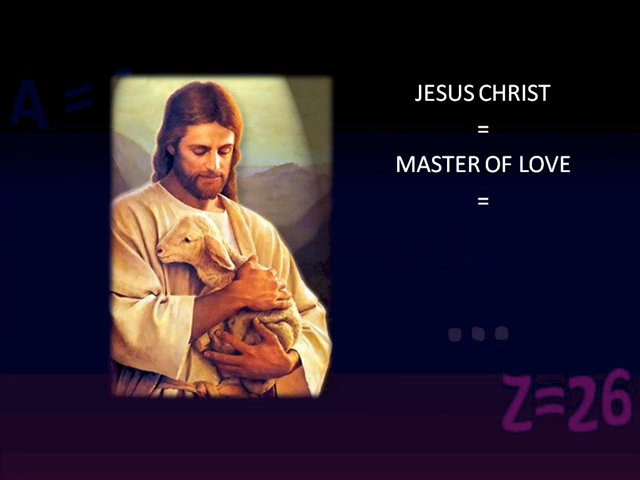 A =
JESUS CHRIST
=
MASTER OF LOVE
=
...
Z=26